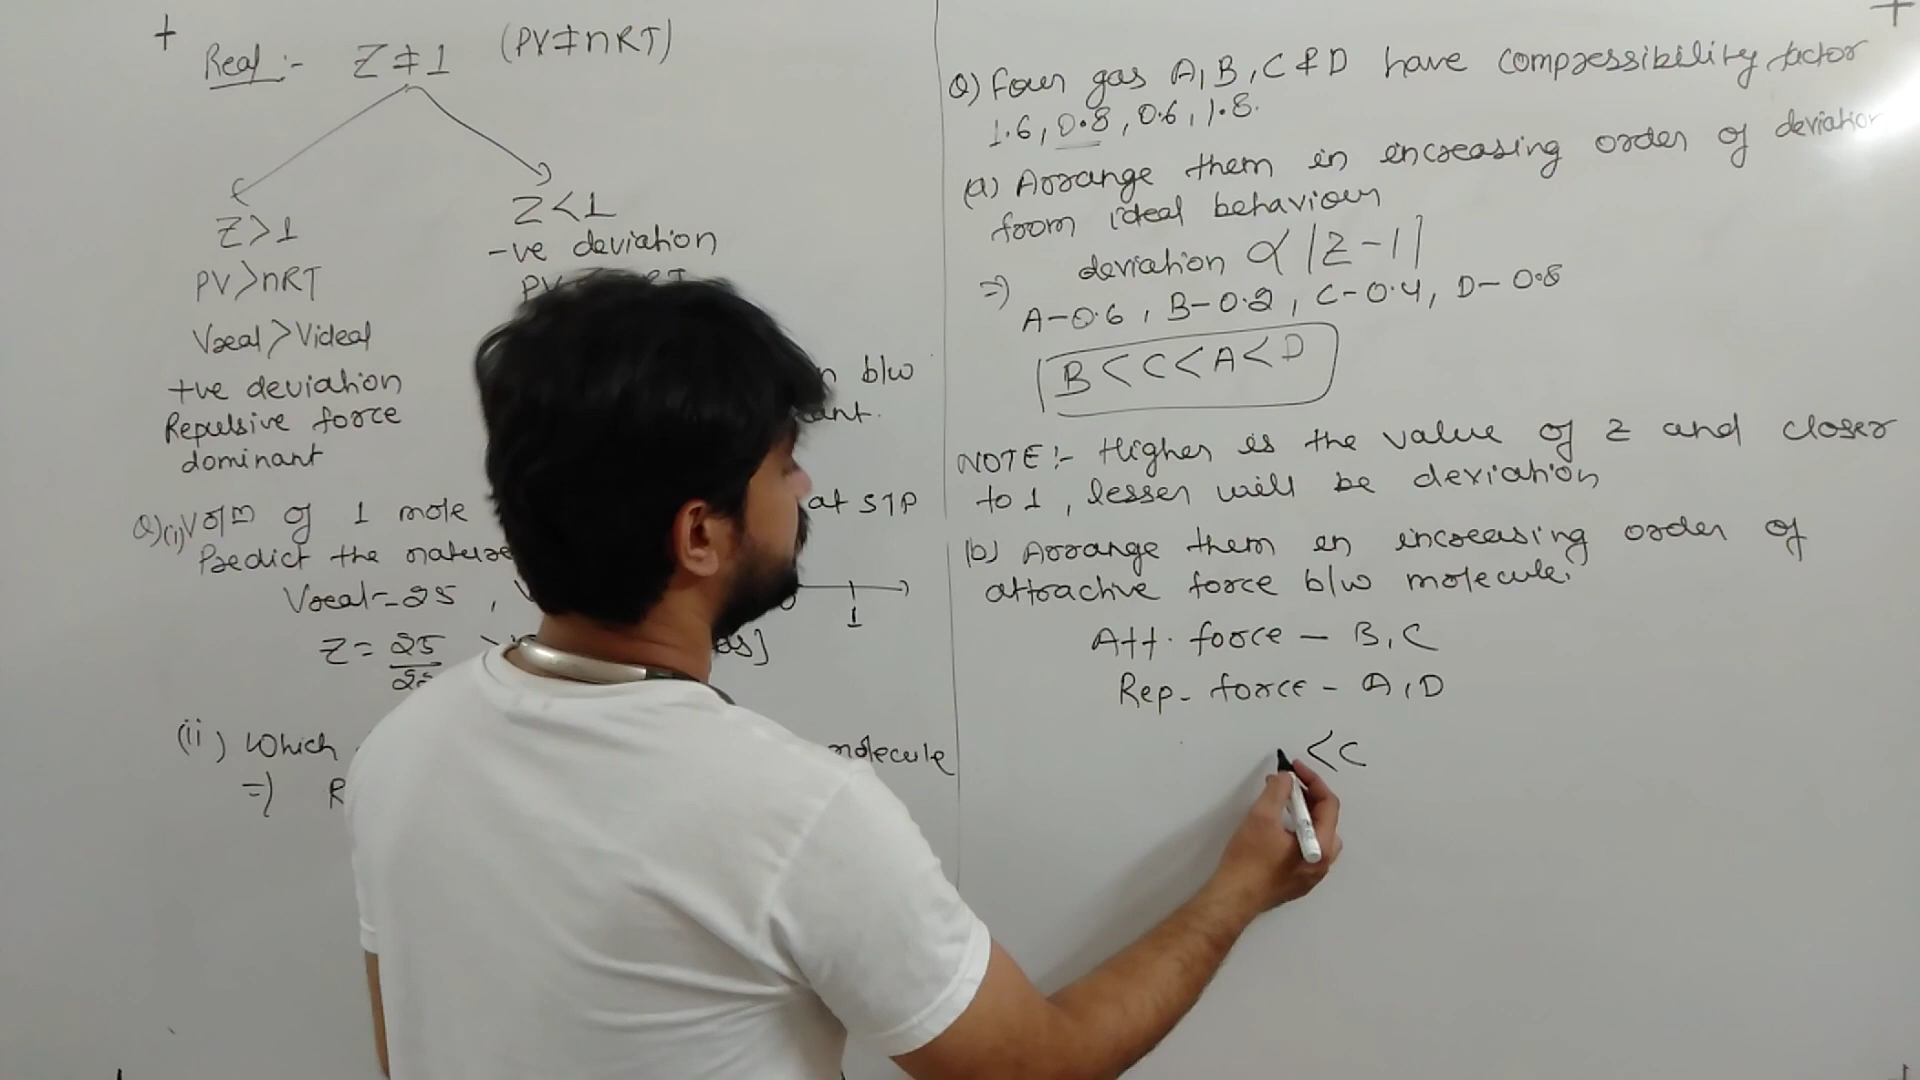 Real :- Z ≠ 1 (PV ≠ nRT)
Z > 1
PV > nRT
Vreal > Videal
+ve deviation
Repulsive force
dominant
Z < 1
-ve deviation
b/w
Q)(i) Vol^m of 1 mole at STP
Predict the nature
Vreal = 25 ,
1
Z = 25
(ii) Which molecule
=) R
Q) Four gas A, B, C & D have compressibility factor
1.6, 0.8, 0.6, 1.8.
(a) Arrange them in increasing order of deviation
from ideal behaviour
=) deviation ∝ |Z-1|
A-0.6, B-0.2, C-0.4, D-0.8
B < C < A < D
NOTE :- Higher is the value of Z and closer
to 1, lesser will be deviation
(b) Arrange them in increasing order of
attractive force b/w molecule.
Att. force - B, C
Rep. force - A, D
< C